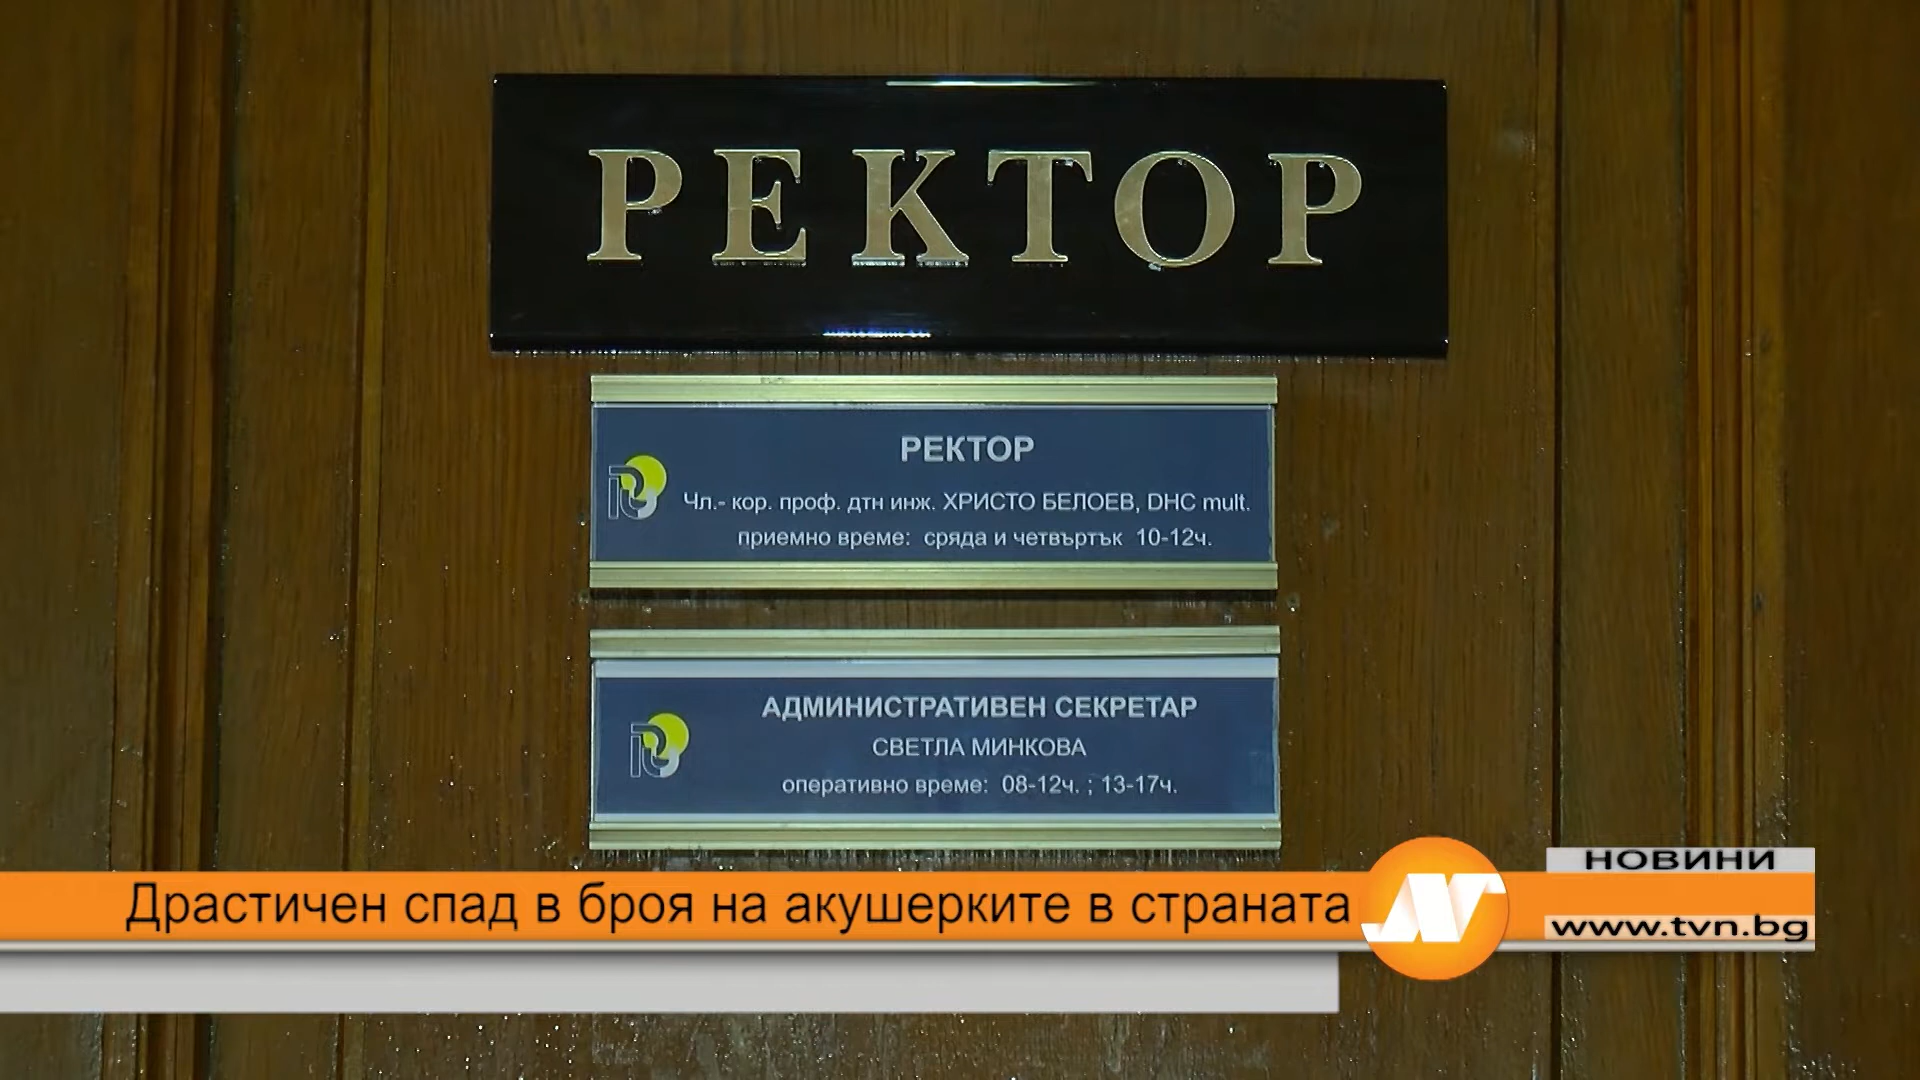 РЕКТОР
РЕКТОР
Чл.- кор. проф. дтн инж. ХРИСТО БЕЛОЕВ, DHC mult.
приемно време: сряда и четвъртък 10-12ч.
АДМИНИСТРАТИВЕН СЕКРЕТАР
СВЕТЛА МИНКОВА
оперативно време: 08-12ч. ; 13-17ч.
НОВИНИ
Драстичен спад в броя на акушерките в страната
www.tvn.bg